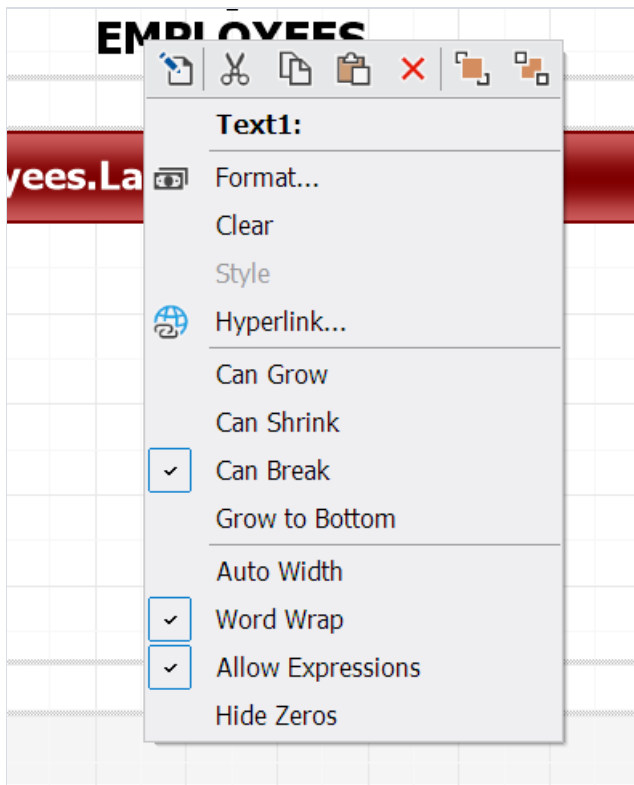 EMPLOYEES
Text1:
yees.La
Format...
Clear
Style
Hyperlink...
Can Grow
Can Shrink
Can Break
Grow to Bottom
Auto Width
Word Wrap
Allow Expressions
Hide Zeros